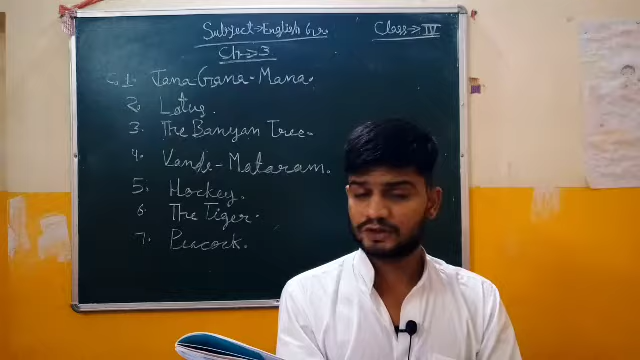 Subject→English Gr.
Class→IV
Ch→3
1. Jana-Gana-Mana.
2. Lotus.
3. The Banyan Tree.
4. Vande-Mataram.
5. Hockey.
6. The Tiger.
7. Peacock.